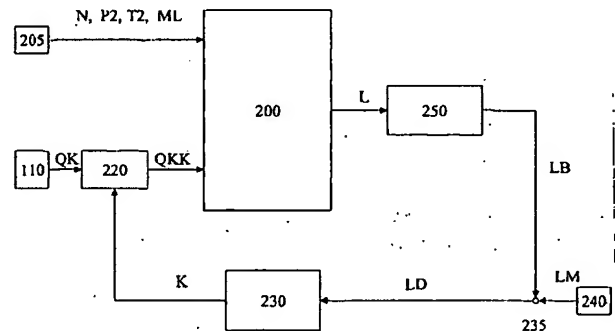 N, P2, T2, ML
205
200
L
250
110
QK
220
QKK
LB
K
230
LD
LM
240
235